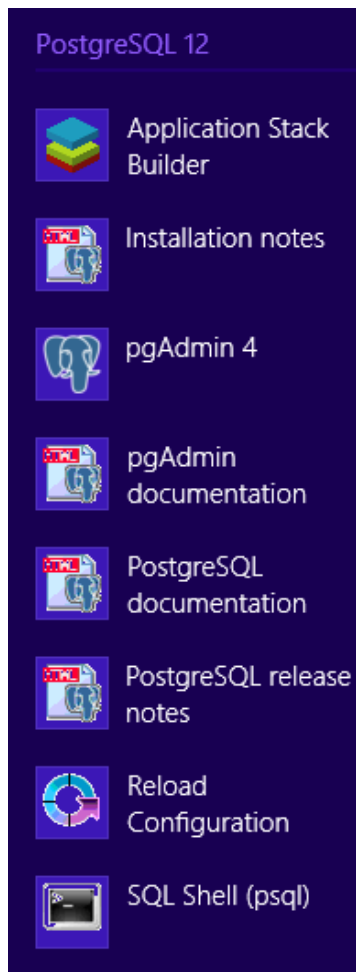 PostgreSQL 12
Application Stack
Builder
Installation notes
pgAdmin 4
pgAdmin
documentation
PostgreSQL
documentation
PostgreSQL release
notes
Reload
Configuration
SQL Shell (psql)